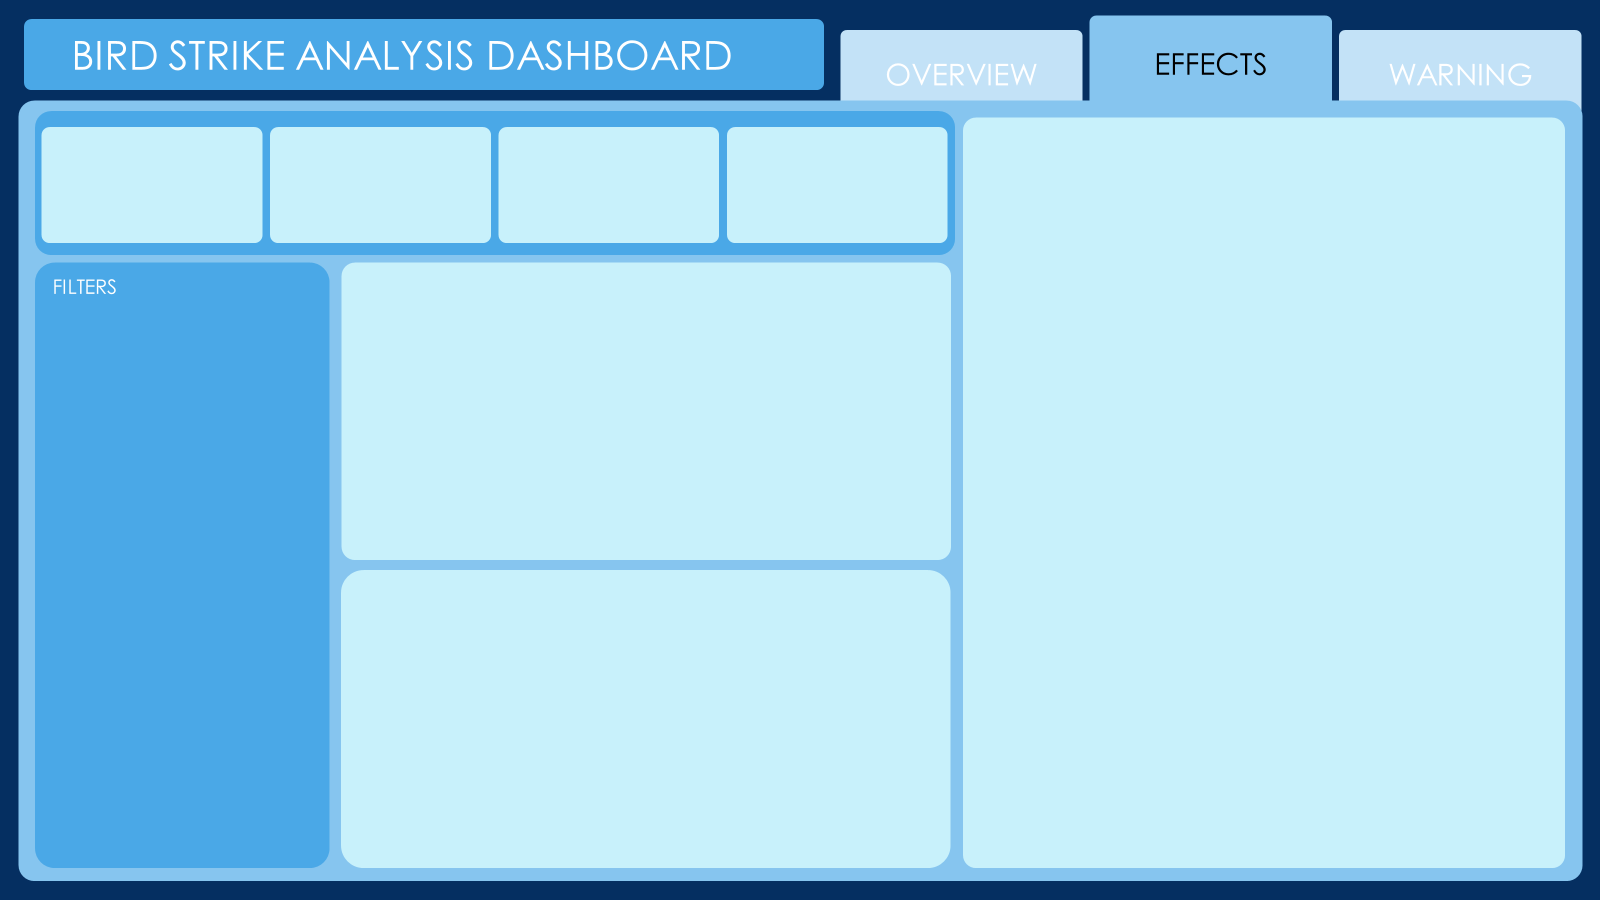 BIRD STRIKE ANALYSIS DASHBOARD
OVERVIEW
EFFECTS
WARNING
FILTERS